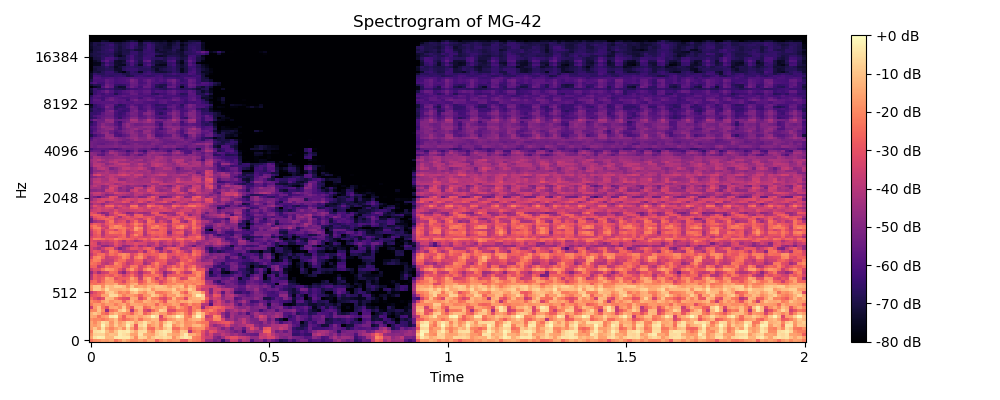 Spectrogram of MG-42
Hz
16384
8192
4096
2048
1024
512
0
0
0.5
1
1.5
2
Time
+0 dB
-10 dB
-20 dB
-30 dB
-40 dB
-50 dB
-60 dB
-70 dB
-80 dB